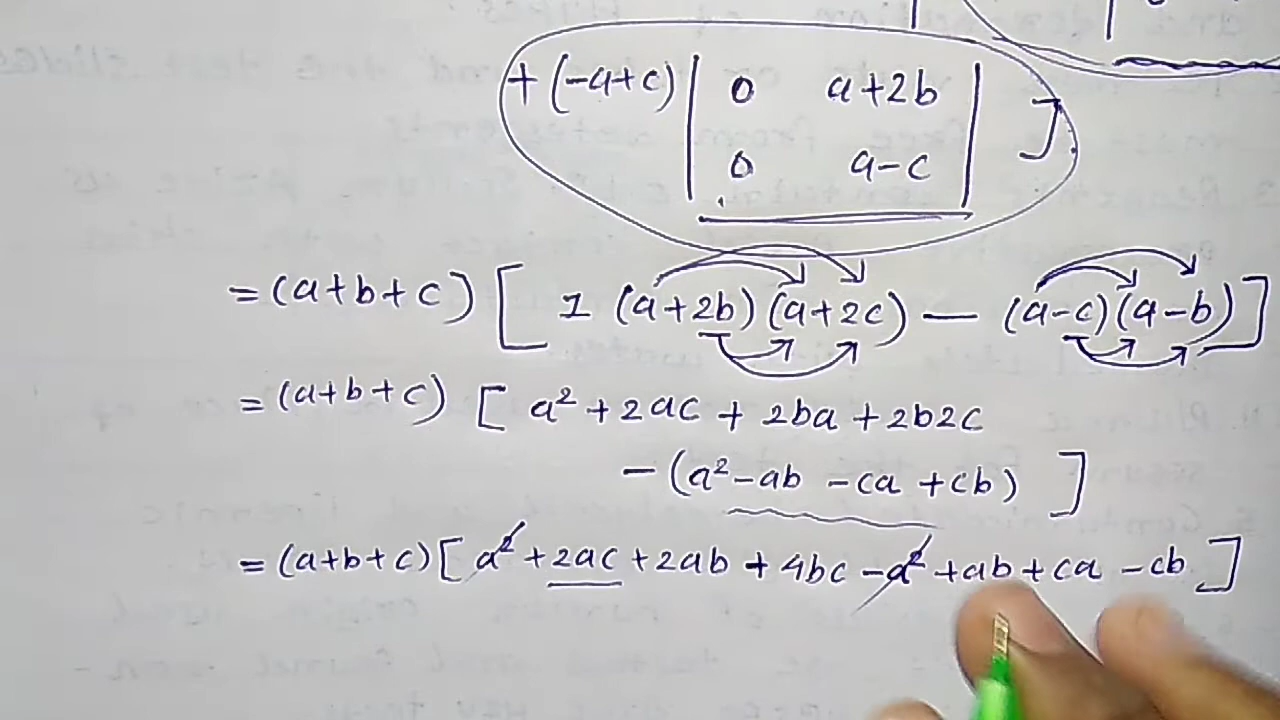 + (-a+c) | 0 a+2b | ]
| 0 a-c |
= (a+b+c) [ 1 (a+2b)(a+2c) — (a-c)(a-b) ]
= (a+b+c) [ a² + 2ac + 2ba + 2b2c
- (a² - ab - ca + cb) ]
= (a+b+c) [ a² + 2ac + 2ab + 4bc - a² + ab + ca - cb ]